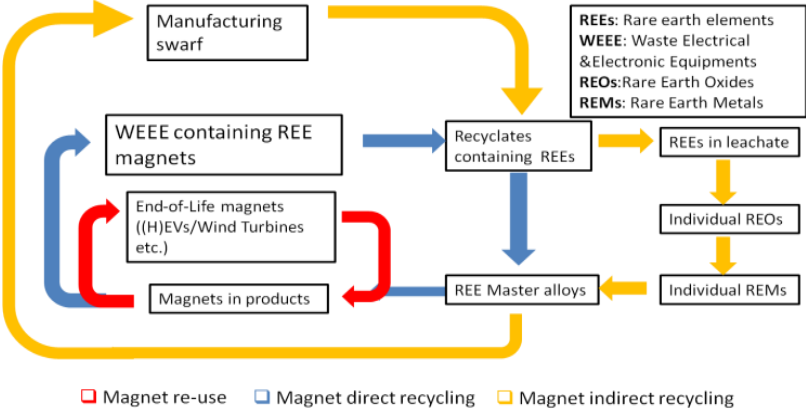 Manufacturing
swarf
REEs: Rare earth elements
WEEE: Waste Electrical
&Electronic Equipments
REOs:Rare Earth Oxides
REMs: Rare Earth Metals
WEEE containing REE
magnets
Recyclates
containing REEs
REEs in leachate
End-of-Life magnets
((H)EVs/Wind Turbines
etc.)
Individual REOs
Magnets in products
REE Master alloys
Individual REMs
Magnet re-use
Magnet direct recycling
Magnet indirect recycling